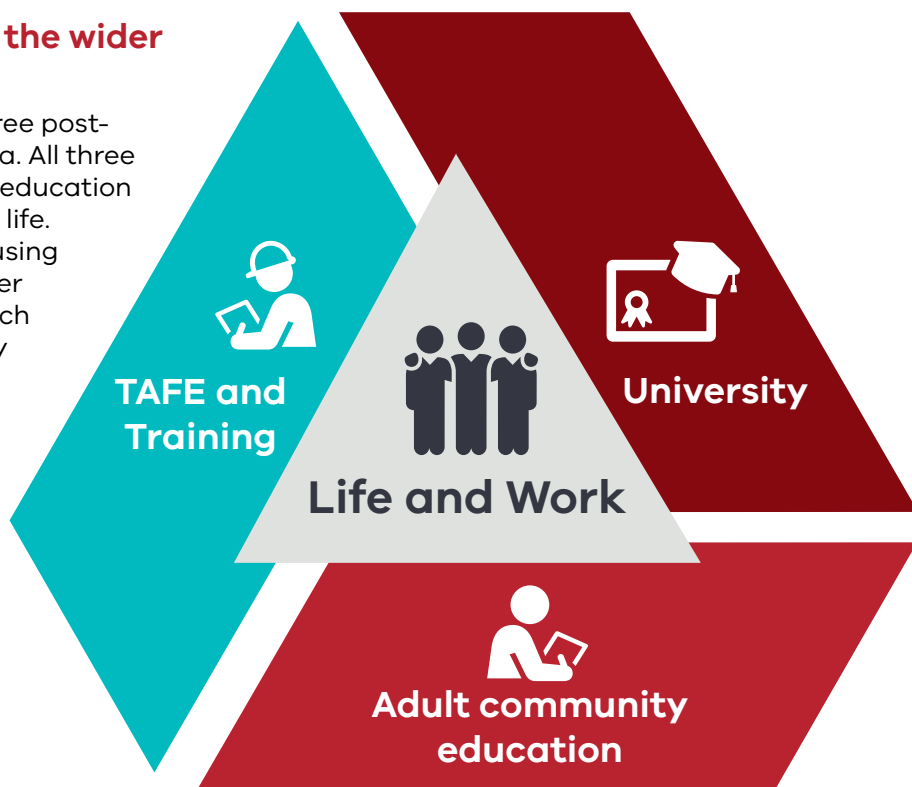 the wider
ree post-
a. All three
education
life.
using
er
ch
y
TAFE and
Training
University
Life and Work
Adult community
education